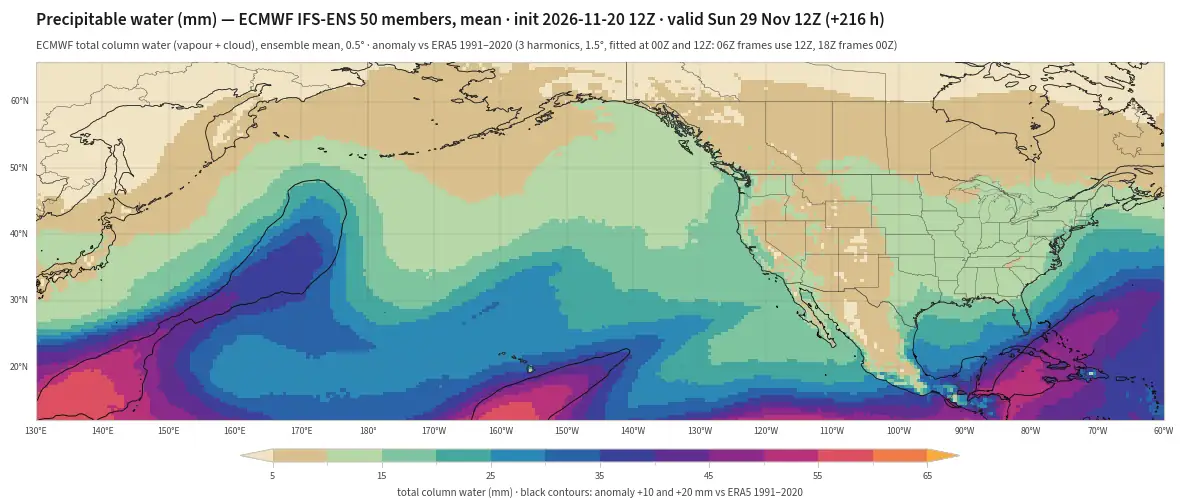 Precipitable water (mm) — ECMWF IFS-ENS 50 members, mean · init 2026-11-20 12Z · valid Sun 29 Nov 12Z (+216 h)
ECMWF total column water (vapour + cloud), ensemble mean, 0.5° · anomaly vs ERA5 1991–2020 (3 harmonics, 1.5°, fitted at 00Z and 12Z: 06Z frames use 12Z, 18Z frames 00Z)
60°N
50°N
40°N
30°N
20°N
130°E 140°E 150°E 160°E 170°E 180° 170°W 160°W 150°W 140°W 130°W 120°W 110°W 100°W 90°W 80°W 70°W 60°W
5 15 25 35 45 55 65
total column water (mm) · black contours: anomaly +10 and +20 mm vs ERA5 1991–2020